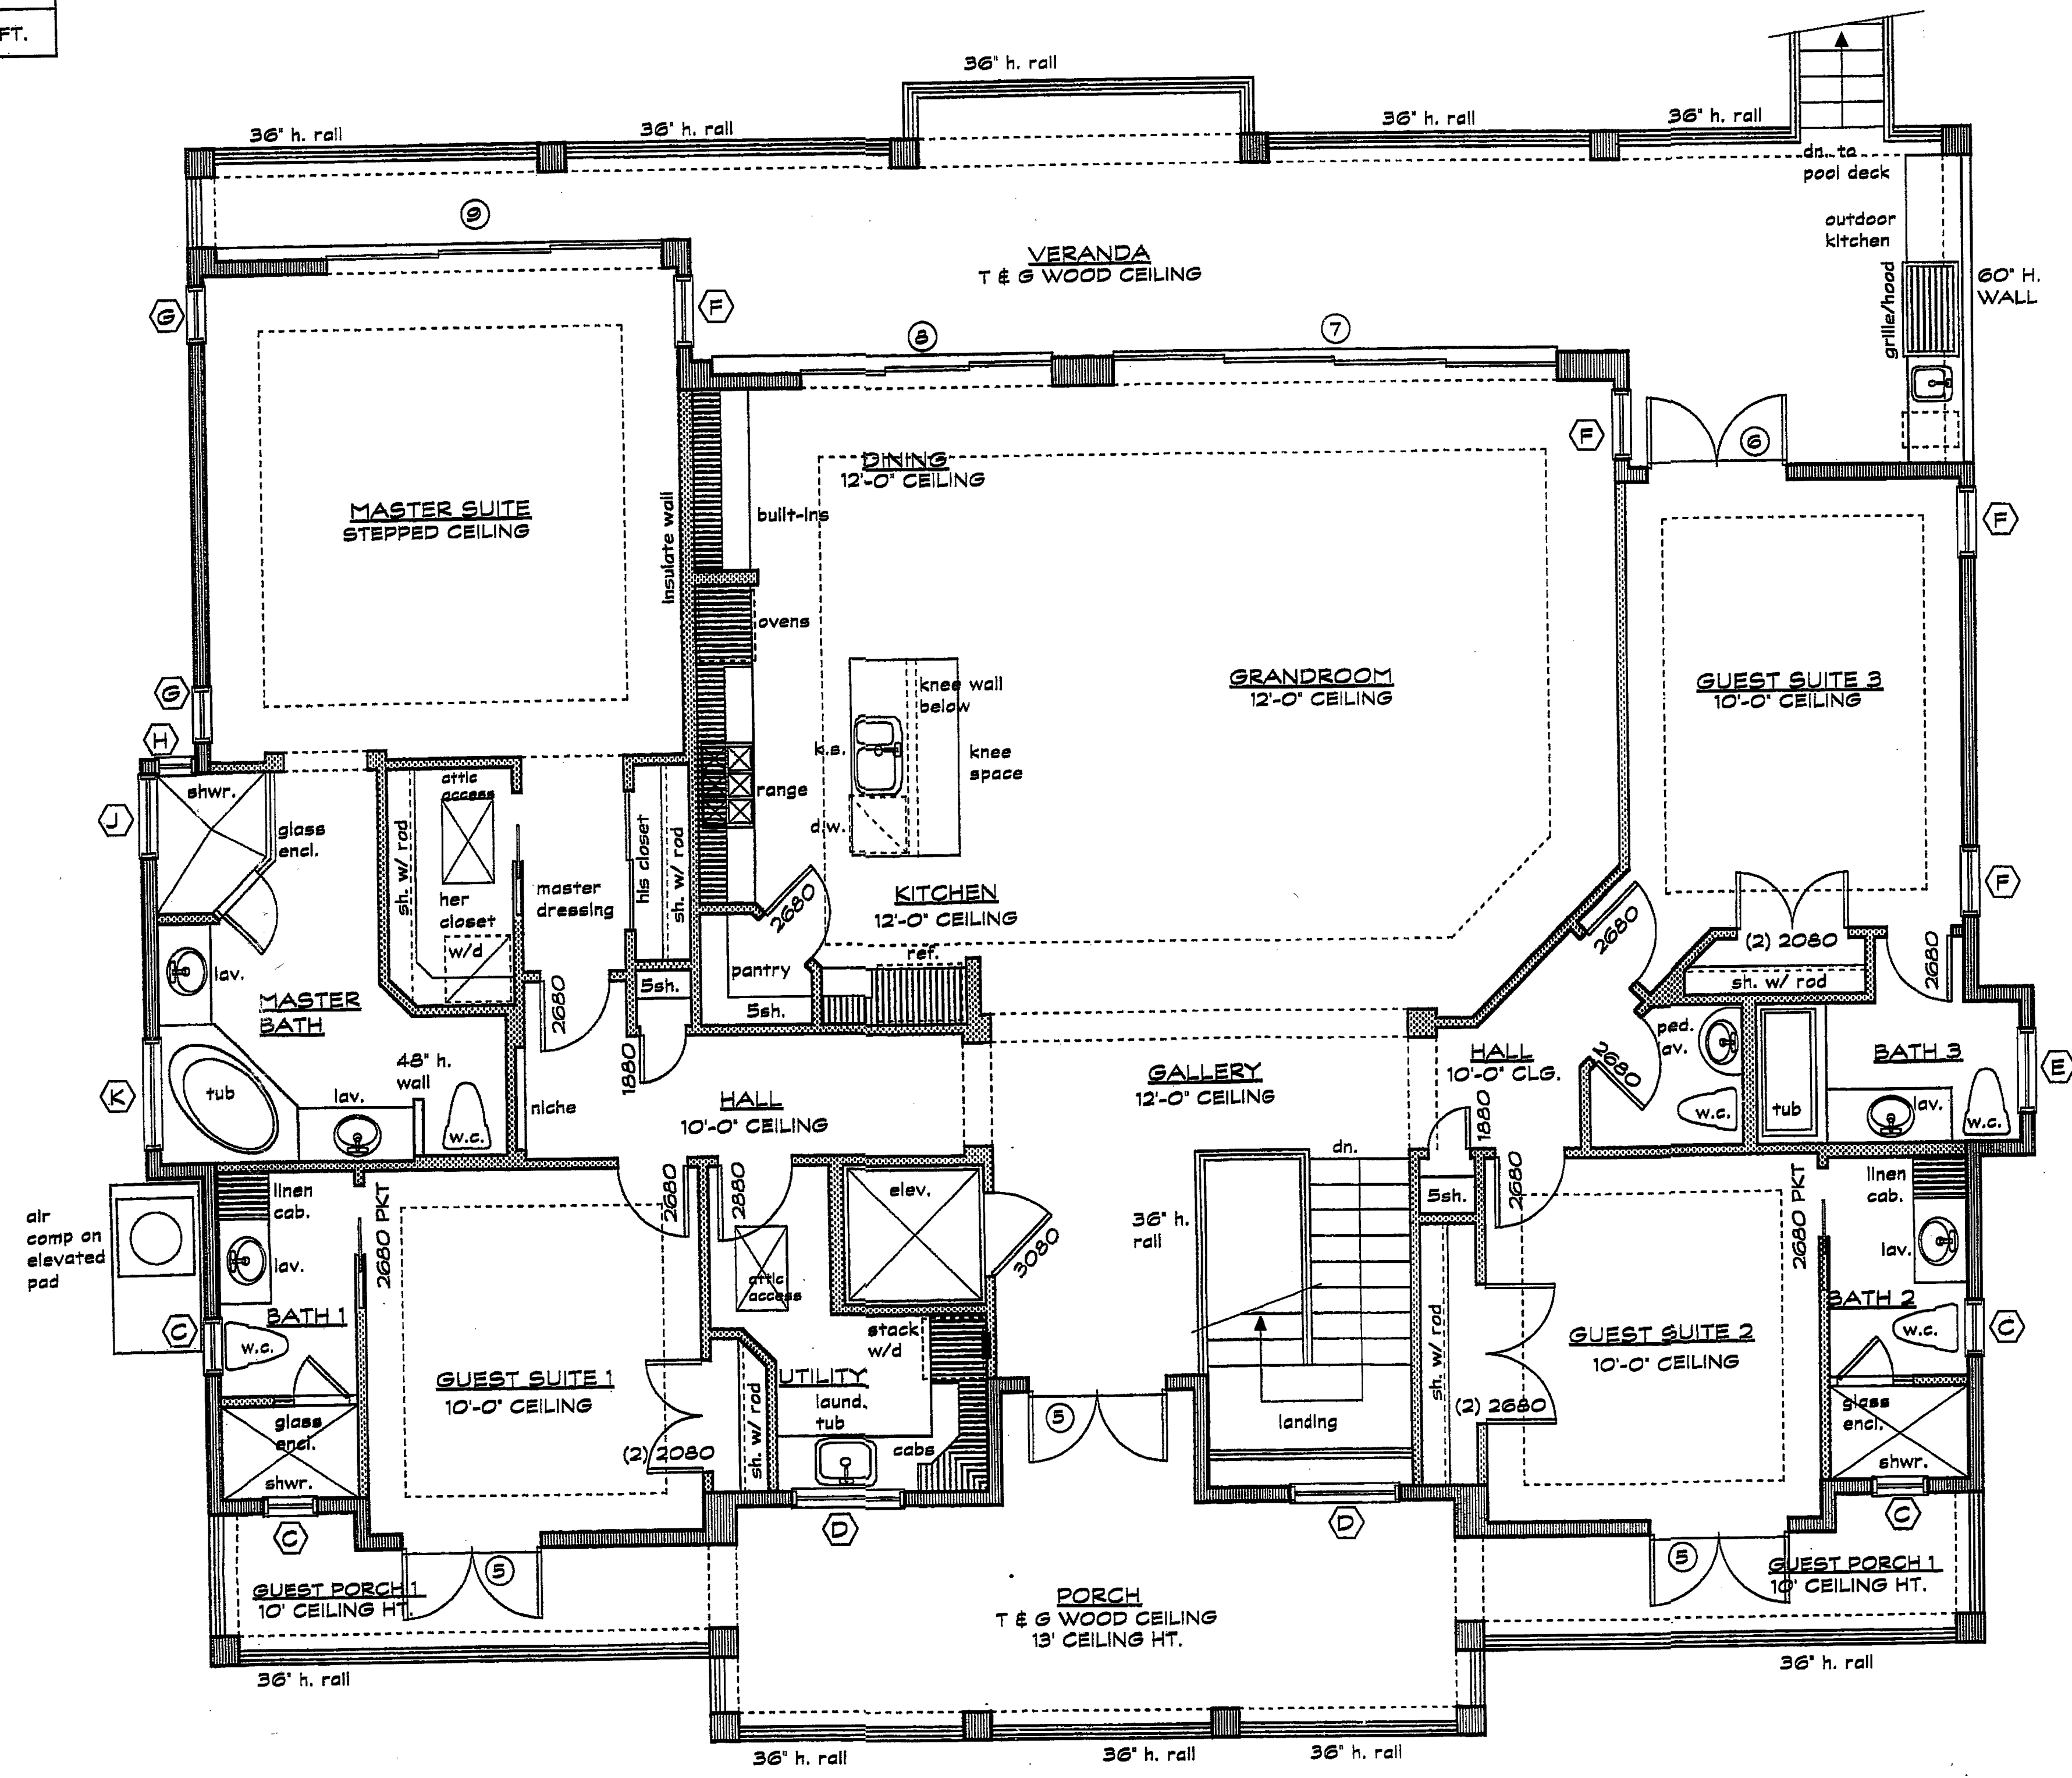 FT.
36" h. rail
36" h. rail
36" h. rail
36" h. rail
36" h. rail
dn. to
pool deck
9
outdoor
kitchen
VERANDA
T & G WOOD CEILING
60" H.
WALL
grille/hood
G
F
8
7
F
6
DINING
12'-0" CEILING
MASTER SUITE
STEPPED CEILING
insulate wall
built-ins
F
ovens
GRANDROOM
12'-0" CEILING
GUEST SUITE 3
10'-0" CEILING
knee wall
below
G
H
k.s.
knee
space
attic
access
shwr.
range
J
glass
encl.
d.w.
sh. w/ rod
his closet
sh. w/ rod
her
closet
master
dressing
KITCHEN
12'-0" CEILING
2680
F
2680
w/d
(2) 2080
2680
ref.
lav.
pantry
sh. w/ rod
5sh.
5sh.
MASTER
BATH
2680
1880
ped.
lav.
48" h.
wall
2680
HALL
10'-0" CLG.
BATH 3
E
GALLERY
12'-0" CEILING
K
tub
lav.
niche
HALL
10'-0" CEILING
w.c.
1880
w.c.
tub
lav.
w.c.
dn.
linen
cab.
2680 PKT
2680
2880
elev.
5sh.
2680
2680 PKT
linen
cab.
air
comp on
elevated
pad
36" h.
rail
3080
lav.
lav.
attic
access
BATH 1
BATH 2
C
w.c.
stack
w/d
sh. w/ rod
GUEST SUITE 2
10'-0" CEILING
w.c.
C
GUEST SUITE 1
10'-0" CEILING
UTILITY
laund.
tub
5
landing
(2) 2680
glass
encl.
glass
encl.
(2) 2080
sh. w/ rod
cabs
shwr.
shwr.
C
D
D
C
5
5
GUEST PORCH 1
10' CEILING HT.
PORCH
T & G WOOD CEILING
13' CEILING HT.
GUEST PORCH 1
10' CEILING HT.
36" h. rail
36" h. rail
36" h. rail
36" h. rail
36" h. rail